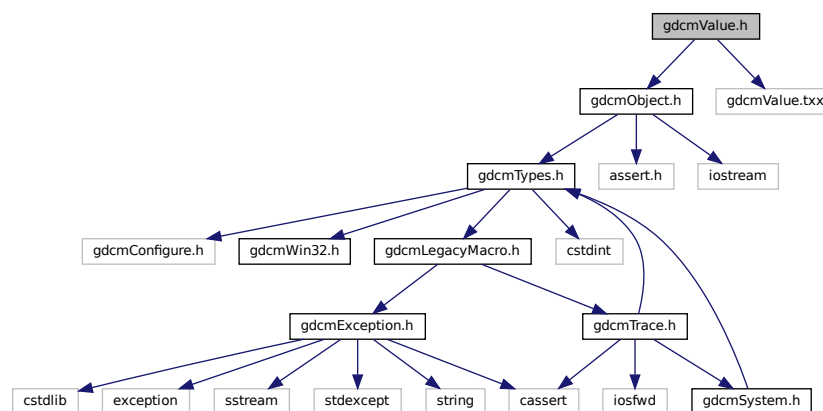 gdcmValue.h
gdcmObject.h
gdcmValue.txx
gdcmTypes.h
assert.h
iostream
gdcmConfigure.h
gdcmWin32.h
gdcmLegacyMacro.h
cstdint
gdcmException.h
gdcmTrace.h
cstdlib
exception
sstream
stdexcept
string
cassert
iosfwd
gdcmSystem.h